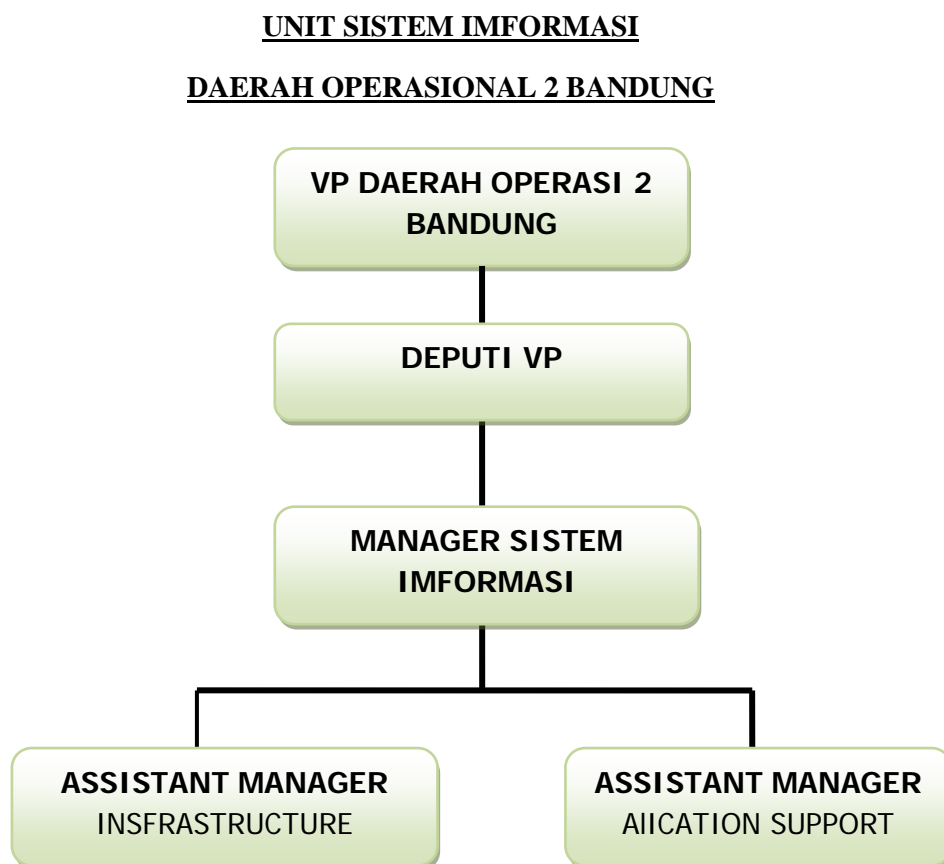 UNIT SISTEM IMFORMASI
DAERAH OPERASIONAL 2 BANDUNG
VP DAERAH OPERASI 2
BANDUNG
DEPUTI VP
MANAGER SISTEM
IMFORMASI
ASSISTANT MANAGER
INSFRASTRUCTURE
ASSISTANT MANAGER
AIICATION SUPPORT